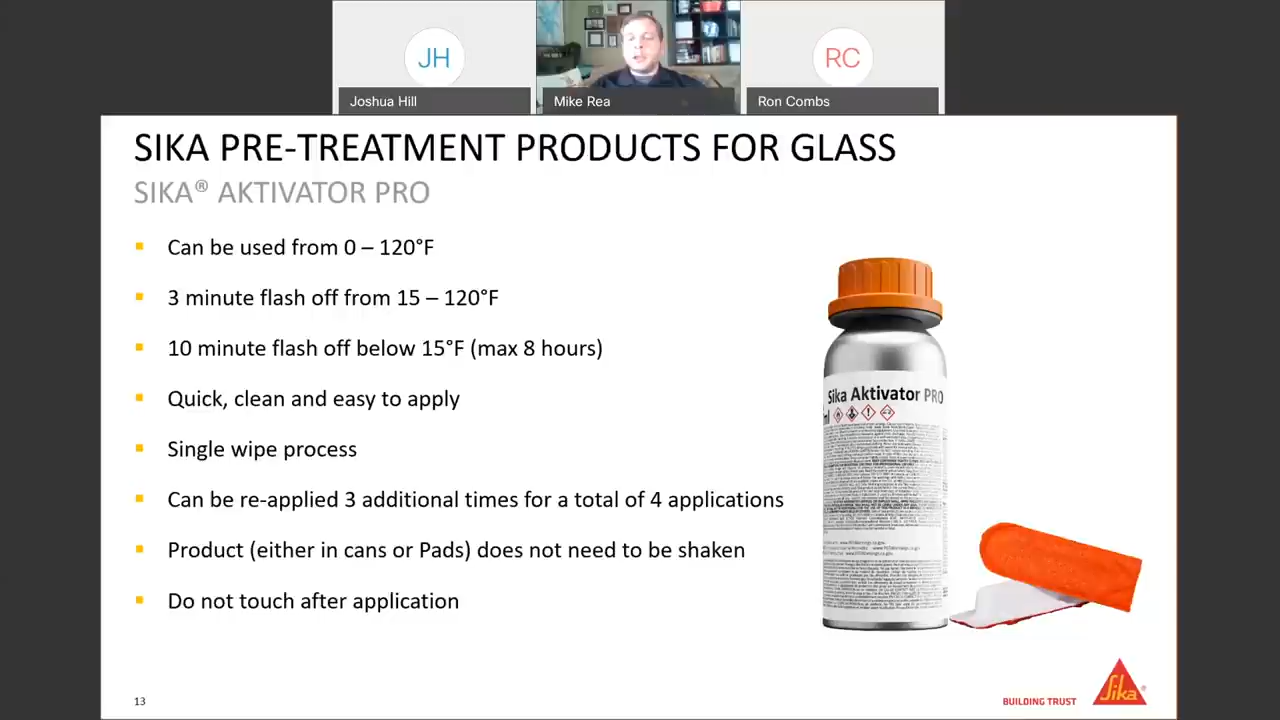 JH
RC
Joshua Hill
Mike Rea
Ron Combs
SIKA PRE-TREATMENT PRODUCTS FOR GLASS
SIKA® AKTIVATOR PRO
Can be used from 0 – 120°F
3 minute flash off from 15 – 120°F
10 minute flash off below 15°F (max 8 hours)
Quick, clean and easy to apply
Single wipe process
Can be re-applied 3 additional times for a total of 4 applications
Product (either in cans or Pads) does not need to be shaken
Do not touch after application
Sika Aktivator PRO
13
BUILDING TRUST
Sika®